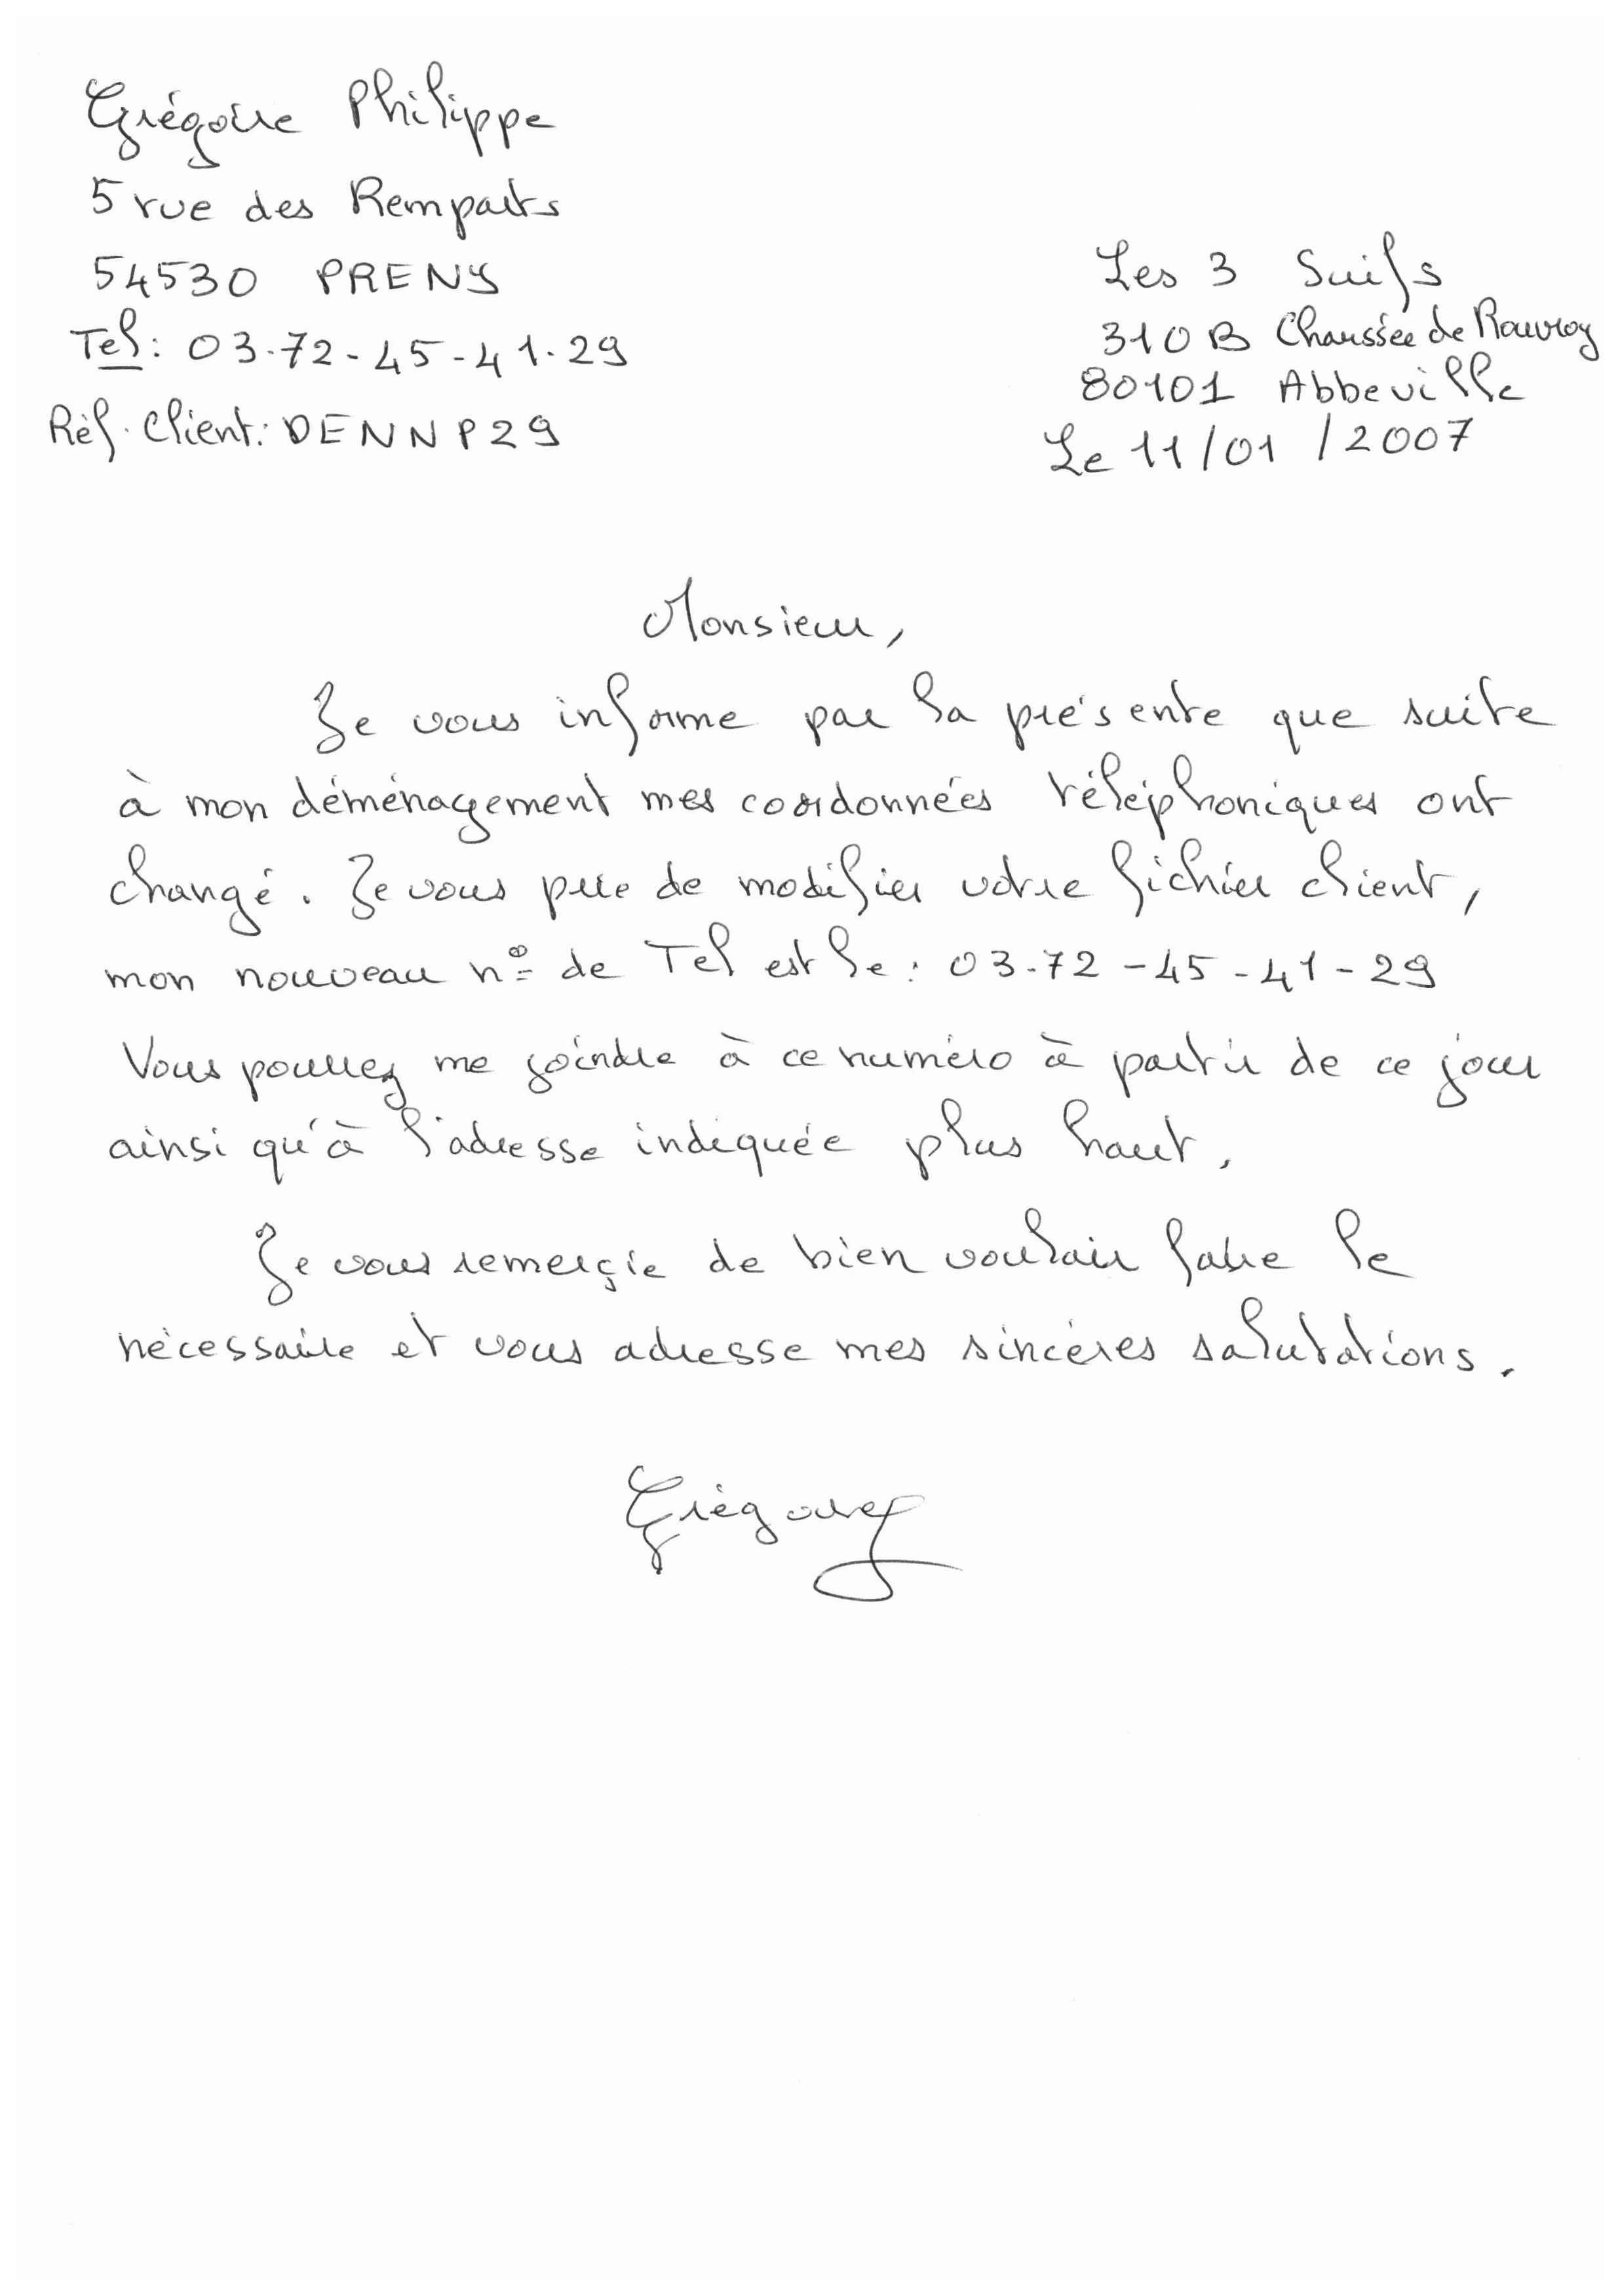 Grégoire Philippe
5 rue des Remparts
54530 PRENY
Tel : 03-72-45-41-29
Réf. Client : DENNP29
Les 3 Suifs
310 B Chaussée de Rouvroy
80101 Abbeville
Le 11/01/2007
Monsieur,
Je vous informe par la présente que suite
à mon déménagement mes coordonnées téléphoniques ont
changé. Je vous prie de modifier votre fichier client,
mon nouveau n° de Tel est le : 03-72-45-41-29
Vous pourrez me joindre à ce numéro à partir de ce jour
ainsi qu'à l'adresse indiquée plus haut.
Je vous remerçie de bien vouloir faire le
nécessaire et vous adresse mes sincères salutations.
Grégoire